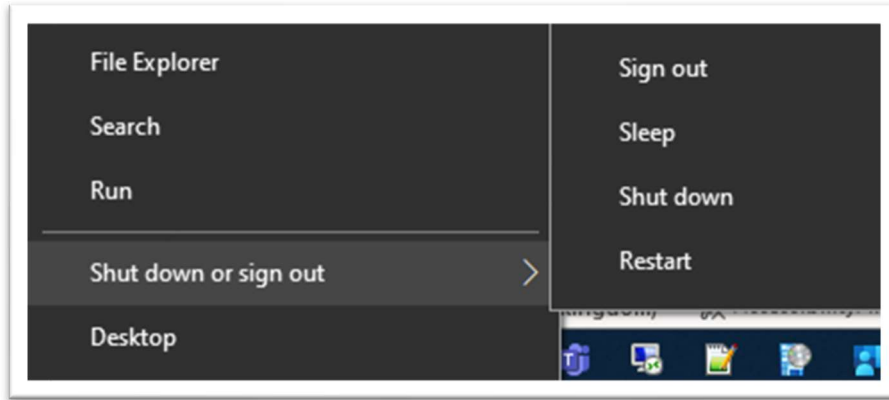 File Explorer
Search
Run
Shut down or sign out
Desktop
Sign out
Sleep
Shut down
Restart